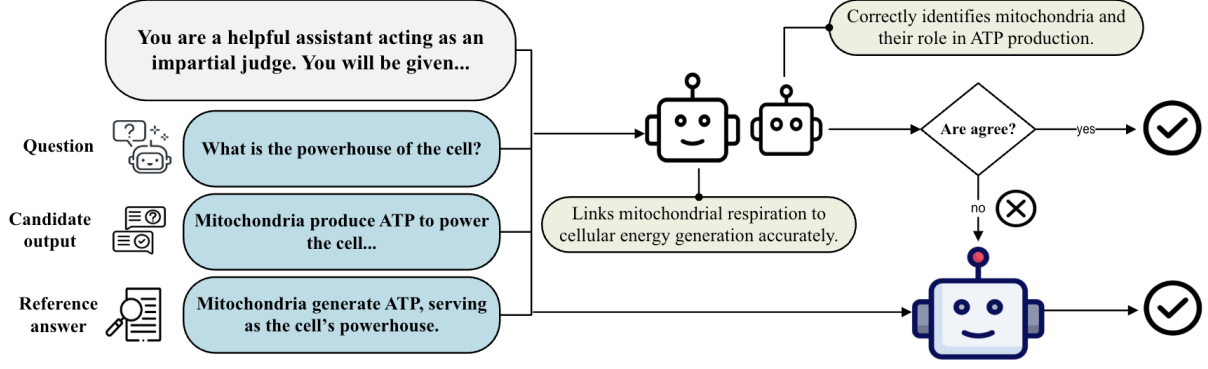 You are a helpful assistant acting as an
impartial judge. You will be given...
Question
What is the powerhouse of the cell?
Candidate
output
Mitochondria produce ATP to power
the cell...
Reference
answer
Mitochondria generate ATP, serving
as the cell's powerhouse.
Correctly identifies mitochondria and
their role in ATP production.
Links mitochondrial respiration to
cellular energy generation accurately.
Are agree?
yes
no